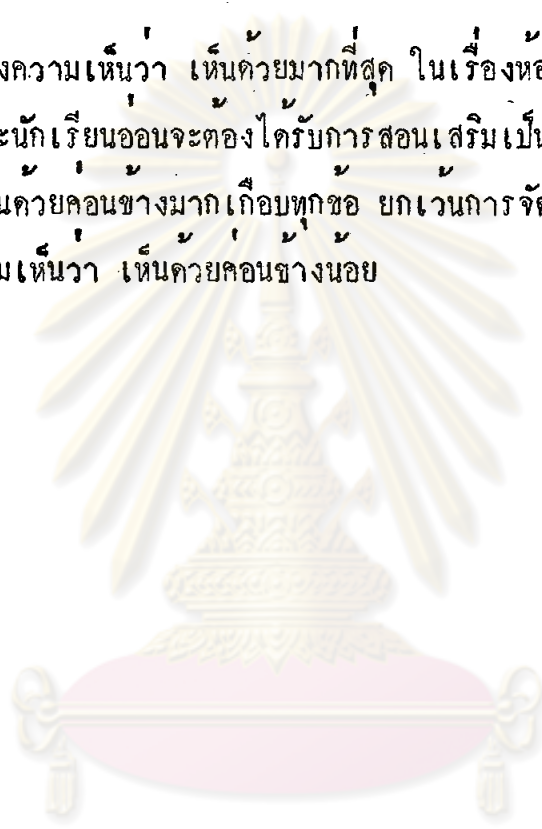 งความเห็นว่า เห็นด้วยมากที่สุด ในเรื่องห้อ
ะนักเรียนอ่อนจะต้องได้รับการสอนเสริมเป็น
นด้วยค่อนข้างมากเกือบทุกข้อ ยกเว้นการจัด
มเห็นว่า เห็นด้วยค่อนข้างน้อย